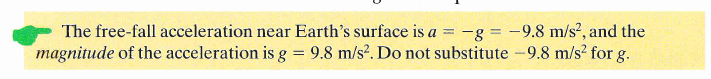 The free-fall acceleration near Earth's surface is a = −g = −9.8 m/s², and the
magnitude of the acceleration is g = 9.8 m/s². Do not substitute −9.8 m/s² for g.